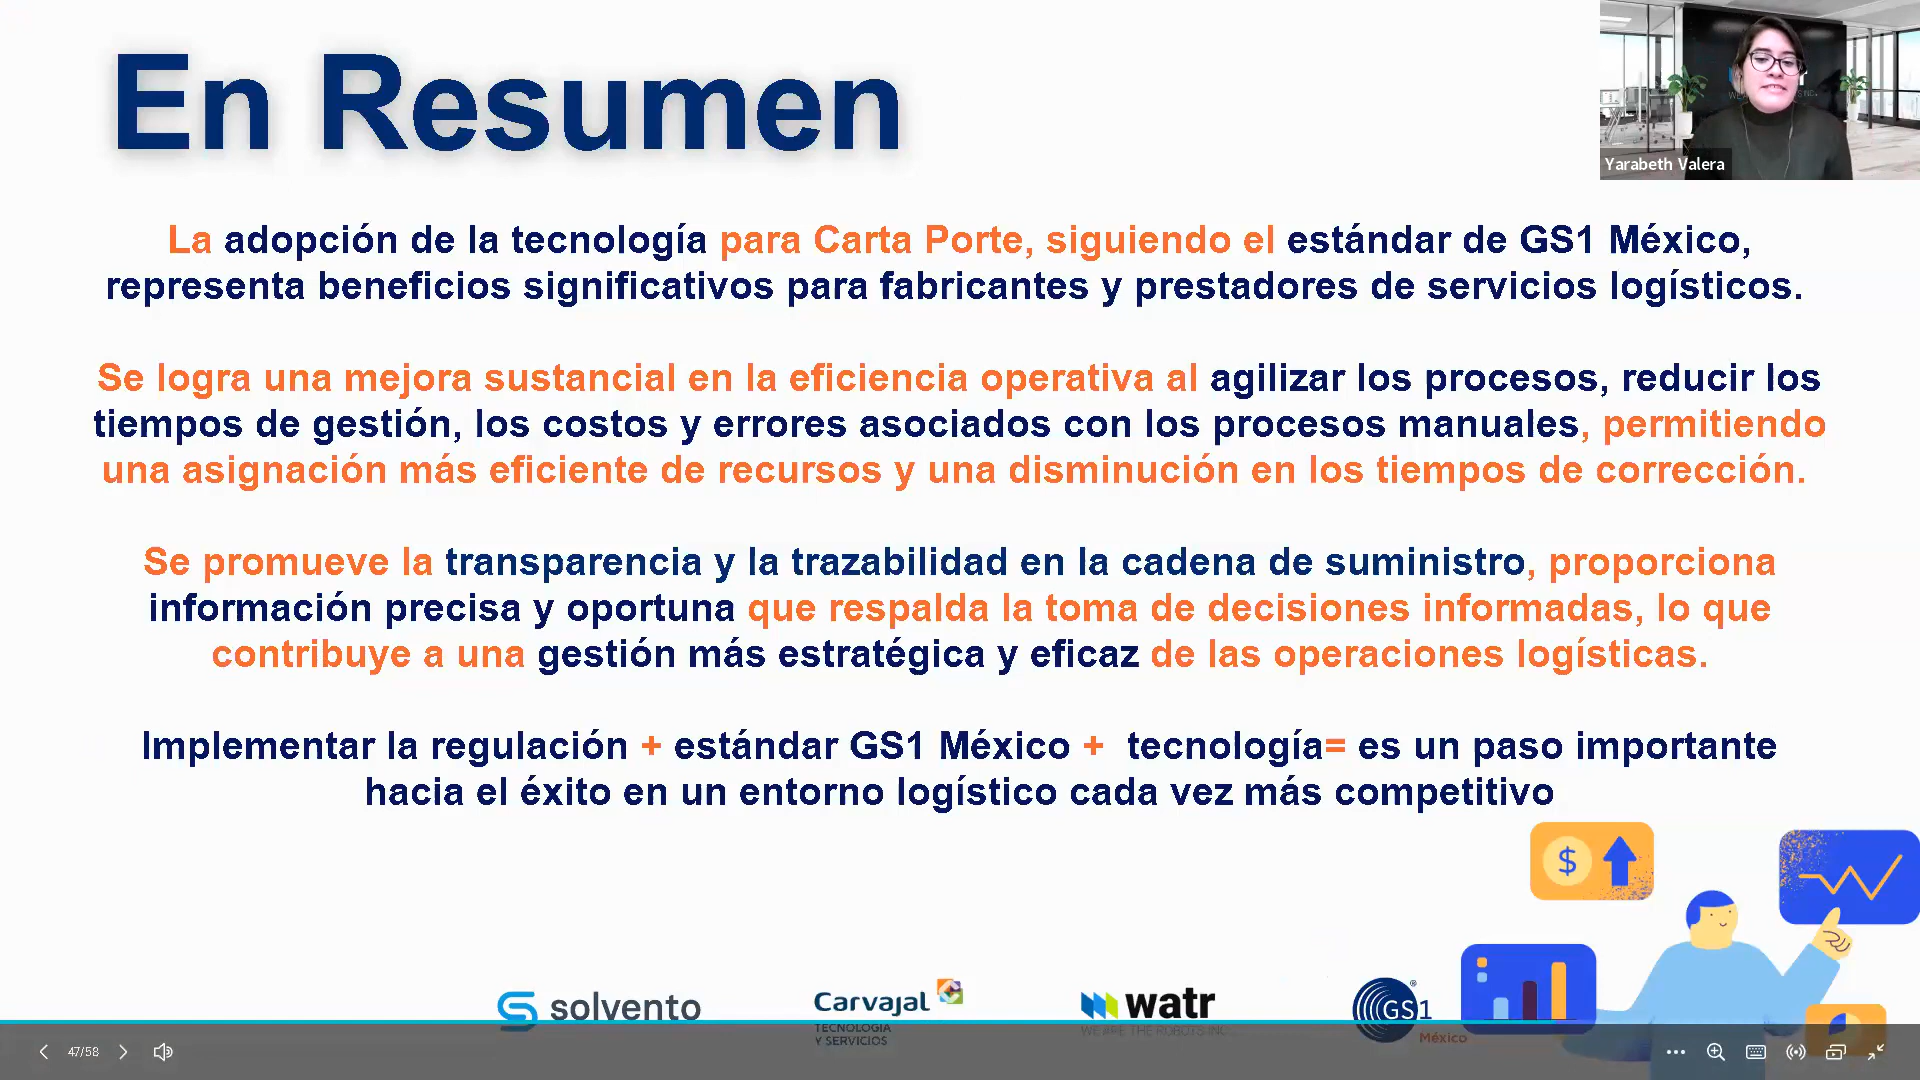 En Resumen
Yarabeth Valera
La adopción de la tecnología para Carta Porte, siguiendo el estándar de GS1 México,
representa beneficios significativos para fabricantes y prestadores de servicios logísticos.
Se logra una mejora sustancial en la eficiencia operativa al agilizar los procesos, reducir los
tiempos de gestión, los costos y errores asociados con los procesos manuales, permitiendo
una asignación más eficiente de recursos y una disminución en los tiempos de corrección.
Se promueve la transparencia y la trazabilidad en la cadena de suministro, proporciona
información precisa y oportuna que respalda la toma de decisiones informadas, lo que
contribuye a una gestión más estratégica y eficaz de las operaciones logísticas.
Implementar la regulación + estándar GS1 México + tecnología= es un paso importante
hacia el éxito en un entorno logístico cada vez más competitivo
$
solvento
Carvajal
TECNOLOGÍA
Y SERVICIOS
watr
WE ARE THE ROBOTS INC.
GS1
México
47/58